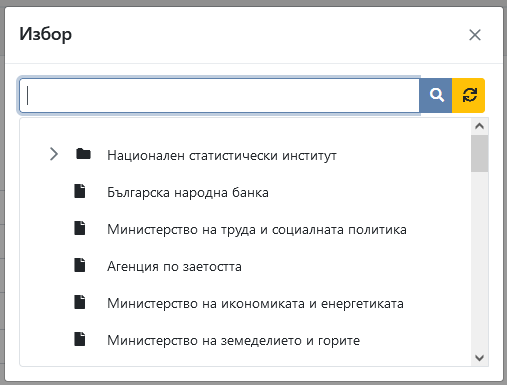 Избор
Национален статистически институт
Българска народна банка
Министерство на труда и социалната политика
Агенция по заетостта
Министерство на икономиката и енергетиката
Министерство на земеделието и горите